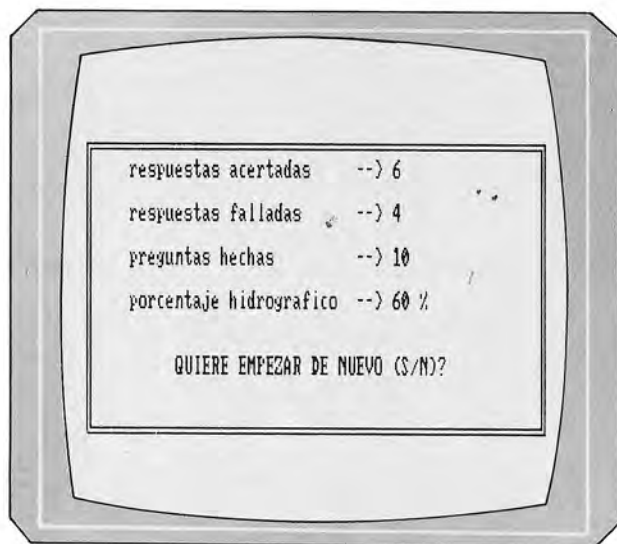 respuestas acertadas --> 6
respuestas falladas --> 4
preguntas hechas --> 10
porcentaje hidrografico --> 60 %
QUIERE EMPEZAR DE NUEVO (S/N)?